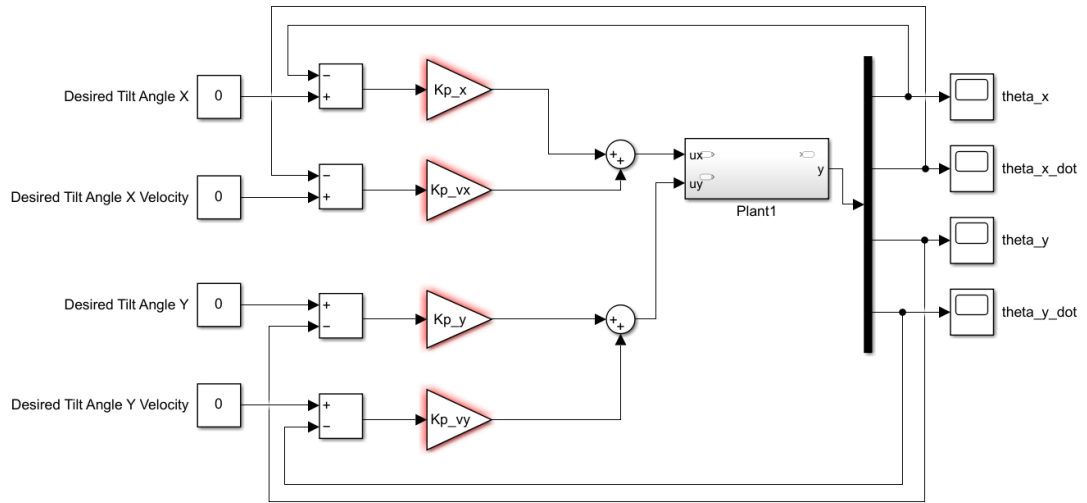 Desired Tilt Angle X
0
−
+
Kp_x
theta_x
Desired Tilt Angle X Velocity
0
−
+
Kp_vx
+
+
ux
uy
y
Plant1
theta_x_dot
theta_y
Desired Tilt Angle Y
0
+
−
Kp_y
+
+
theta_y_dot
Desired Tilt Angle Y Velocity
0
+
−
Kp_vy